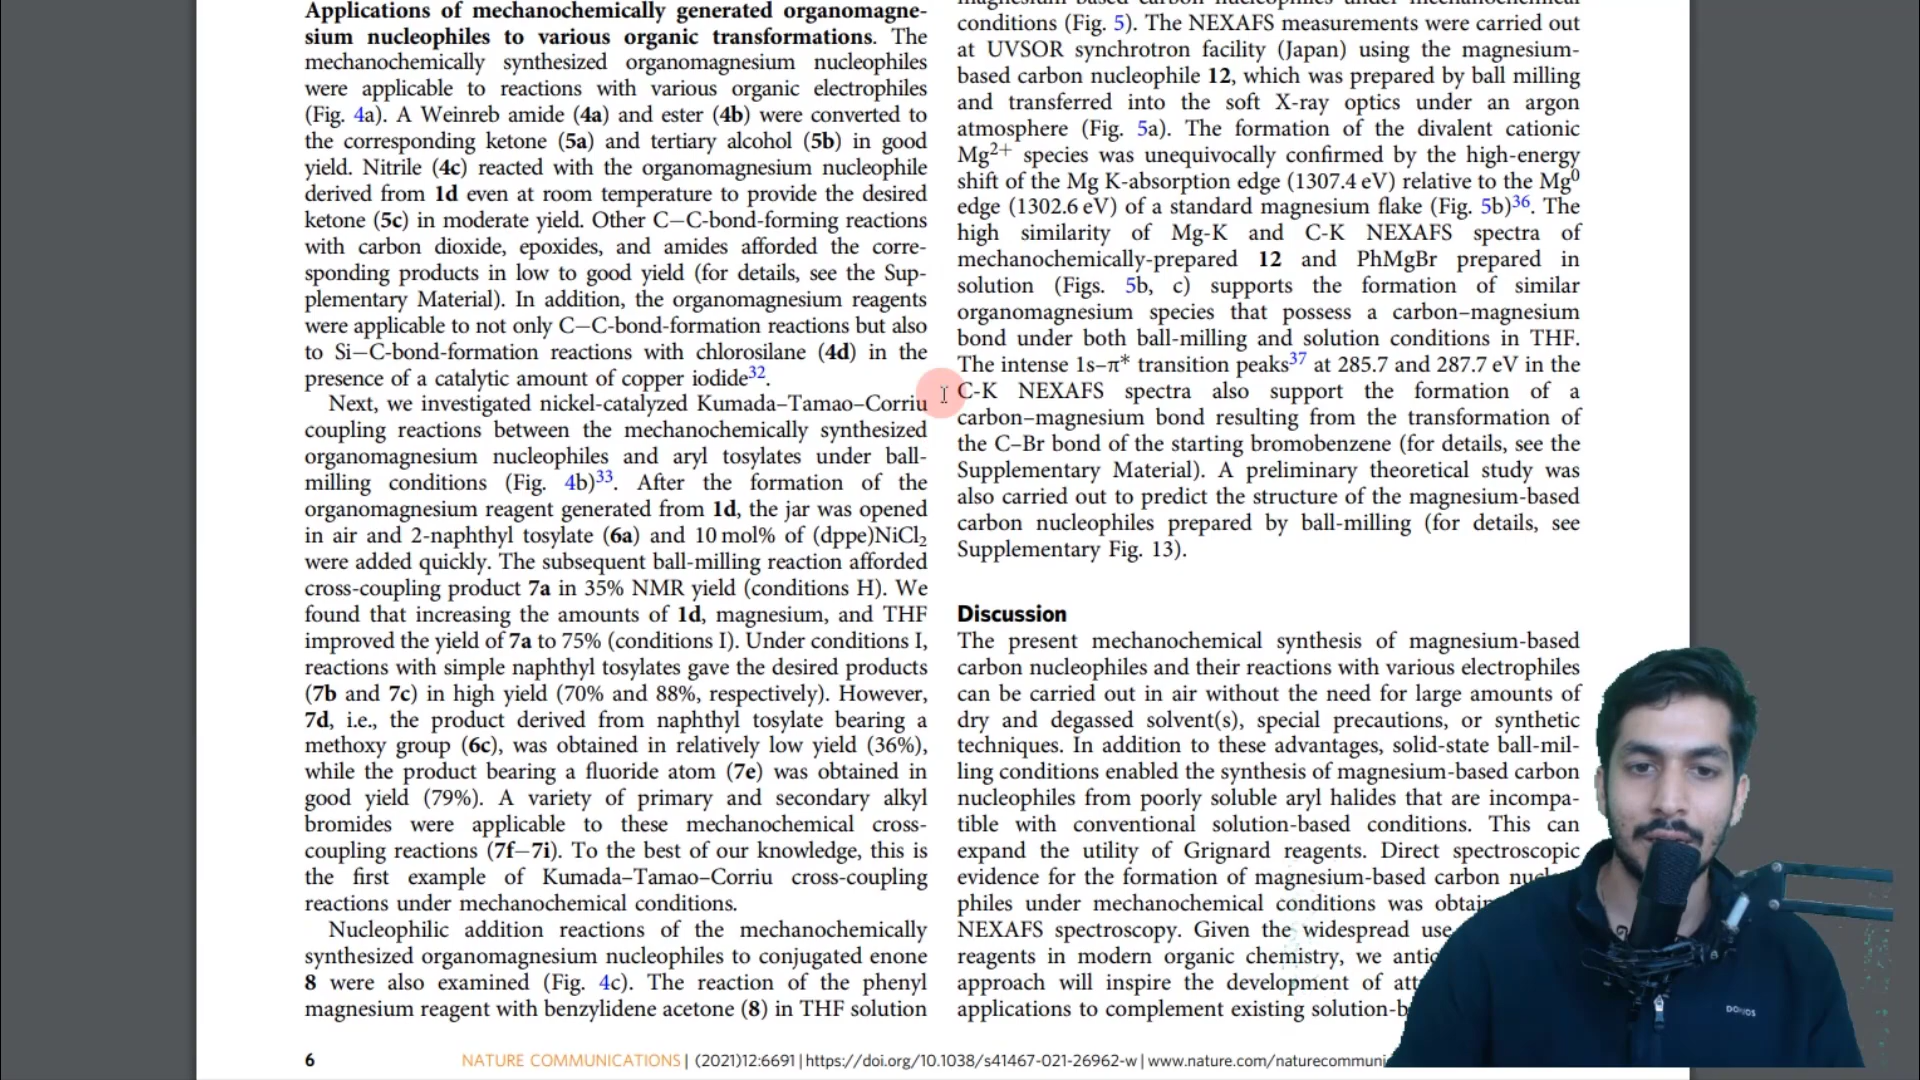 Applications of mechanochemically generated organomagne-
sium nucleophiles to various organic transformations. The
mechanochemically synthesized organomagnesium nucleophiles
were applicable to reactions with various organic electrophiles
(Fig. 4a). A Weinreb amide (4a) and ester (4b) were converted to
the corresponding ketone (5a) and tertiary alcohol (5b) in good
yield. Nitrile (4c) reacted with the organomagnesium nucleophile
derived from 1d even at room temperature to provide the desired
ketone (5c) in moderate yield. Other C−C-bond-forming reactions
with carbon dioxide, epoxides, and amides afforded the corre-
sponding products in low to good yield (for details, see the Sup-
plementary Material). In addition, the organomagnesium reagents
were applicable to not only C−C-bond-formation reactions but also
to Si−C-bond-formation reactions with chlorosilane (4d) in the
presence of a catalytic amount of copper iodide³².
Next, we investigated nickel-catalyzed Kumada–Tamao–Corriu
coupling reactions between the mechanochemically synthesized
organomagnesium nucleophiles and aryl tosylates under ball-
milling conditions (Fig. 4b)³³. After the formation of the
organomagnesium reagent generated from 1d, the jar was opened
in air and 2-naphthyl tosylate (6a) and 10 mol% of (dppe)NiCl₂
were added quickly. The subsequent ball-milling reaction afforded
cross-coupling product 7a in 35% NMR yield (conditions H). We
found that increasing the amounts of 1d, magnesium, and THF
improved the yield of 7a to 75% (conditions I). Under conditions I,
reactions with simple naphthyl tosylates gave the desired products
(7b and 7c) in high yield (70% and 88%, respectively). However,
7d, i.e., the product derived from naphthyl tosylate bearing a
methoxy group (6c), was obtained in relatively low yield (36%),
while the product bearing a fluoride atom (7e) was obtained in
good yield (79%). A variety of primary and secondary alkyl
bromides were applicable to these mechanochemical cross-
coupling reactions (7f−7i). To the best of our knowledge, this is
the first example of Kumada–Tamao–Corriu cross-coupling
reactions under mechanochemical conditions.
Nucleophilic addition reactions of the mechanochemically
synthesized organomagnesium nucleophiles to conjugated enone
8 were also examined (Fig. 4c). The reaction of the phenyl
magnesium reagent with benzylidene acetone (8) in THF solution
conditions (Fig. 5). The NEXAFS measurements were carried out
at UVSOR synchrotron facility (Japan) using the magnesium-
based carbon nucleophile 12, which was prepared by ball milling
and transferred into the soft X-ray optics under an argon
atmosphere (Fig. 5a). The formation of the divalent cationic
Mg²⁺ species was unequivocally confirmed by the high-energy
shift of the Mg K-absorption edge (1307.4 eV) relative to the Mg⁰
edge (1302.6 eV) of a standard magnesium flake (Fig. 5b)³⁶. The
high similarity of Mg-K and C-K NEXAFS spectra of
mechanochemically-prepared 12 and PhMgBr prepared in
solution (Figs. 5b, c) supports the formation of similar
organomagnesium species that possess a carbon–magnesium
bond under both ball-milling and solution conditions in THF.
The intense 1s–π* transition peaks³⁷ at 285.7 and 287.7 eV in the
C-K NEXAFS spectra also support the formation of a
carbon–magnesium bond resulting from the transformation of
the C–Br bond of the starting bromobenzene (for details, see the
Supplementary Material). A preliminary theoretical study was
also carried out to predict the structure of the magnesium-based
carbon nucleophiles prepared by ball-milling (for details, see
Supplementary Fig. 13).
Discussion
The present mechanochemical synthesis of magnesium-based
carbon nucleophiles and their reactions with various electrophiles
can be carried out in air without the need for large amounts of
dry and degassed solvent(s), special precautions, or synthetic
techniques. In addition to these advantages, solid-state ball-mil-
ling conditions enabled the synthesis of magnesium-based carbon
nucleophiles from poorly soluble aryl halides that are incompa-
tible with conventional solution-based conditions. This can
expand the utility of Grignard reagents. Direct spectroscopic
evidence for the formation of magnesium-based carbon
philes under mechanochemical conditions was
NEXAFS spectroscopy. Given the widespread use
reagents in modern organic chemistry, we
approach will inspire the development of
applications to complement existing
6
NATURE COMMUNICATIONS | (2021)12:6691 | https://doi.org/10.1038/s41467-021-26962-w |